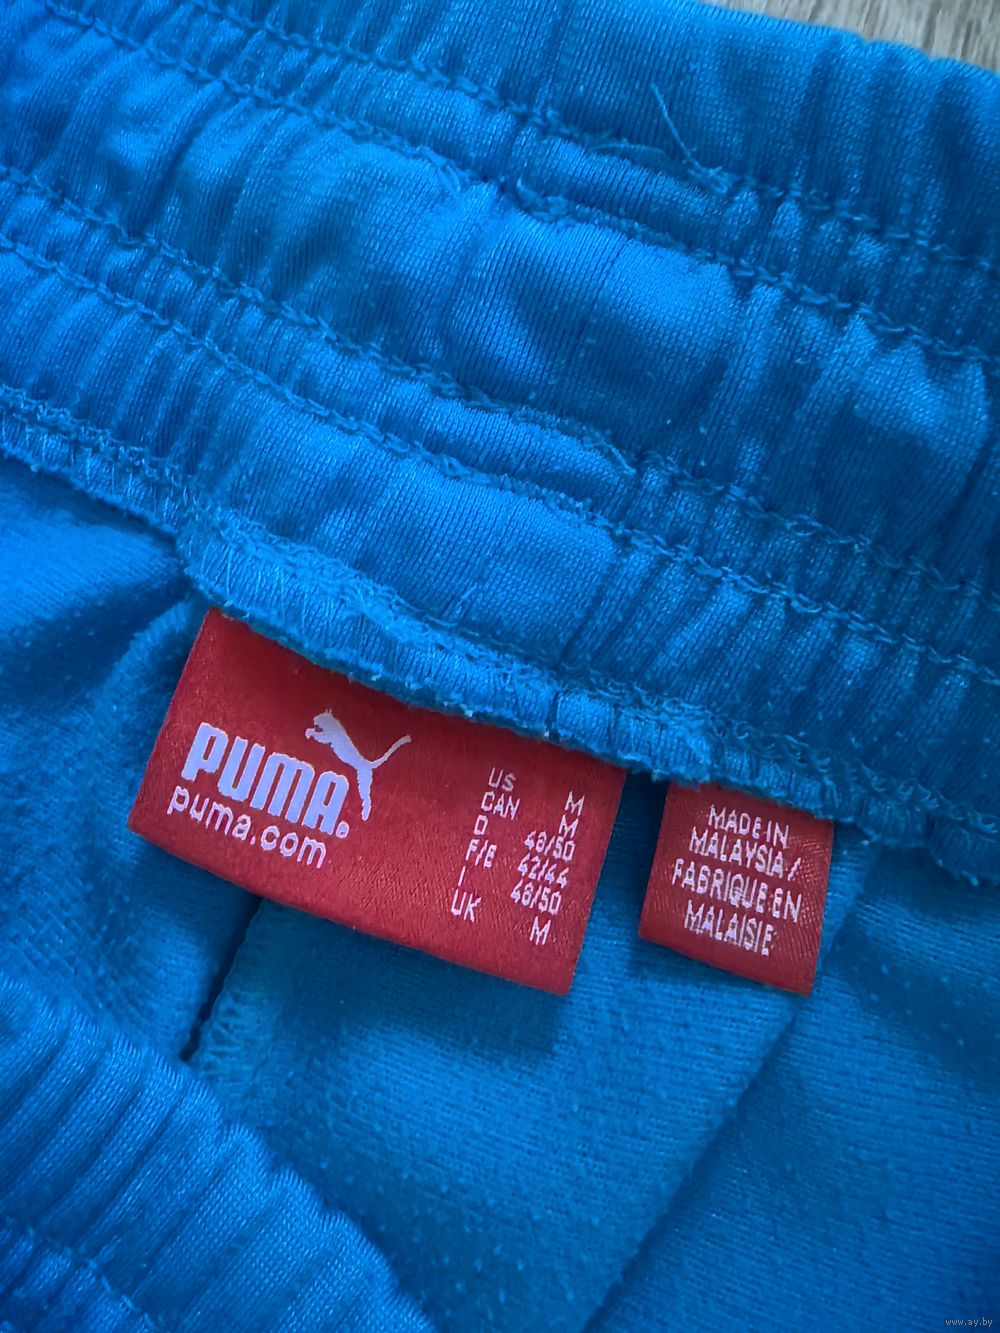 PUMA®
puma.com
US M
CAN M
D 48/50
F/E 42/44
I 48/50
UK M
MADE IN
MALAYSIA /
FABRIQUE EN
MALAISIE
www.ay.by